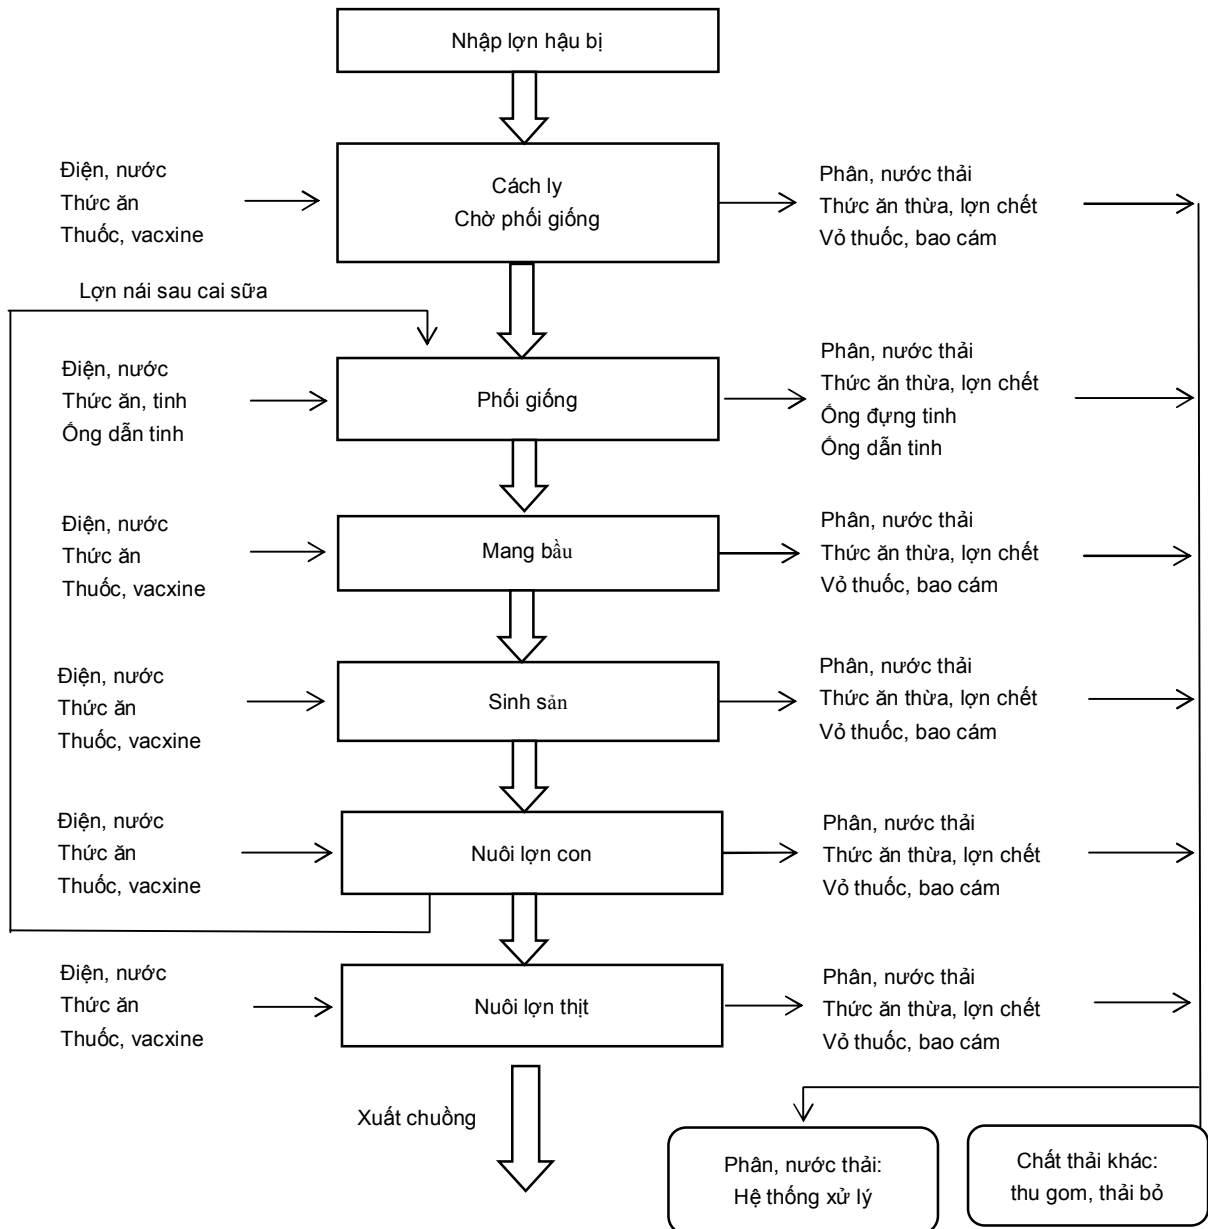 Nhập lợn hậu bị
Điện, nước
Thức ăn
Thuốc, vacxine
Cách ly
Chờ phối giống
Phân, nước thải
Thức ăn thừa, lợn chết
Vỏ thuốc, bao cám
Lợn nái sau cai sữa
Điện, nước
Thức ăn, tinh
Ống dẫn tinh
Phối giống
Phân, nước thải
Thức ăn thừa, lợn chết
Ống đựng tinh
Ống dẫn tinh
Điện, nước
Thức ăn
Thuốc, vacxine
Mang bầu
Phân, nước thải
Thức ăn thừa, lợn chết
Vỏ thuốc, bao cám
Điện, nước
Thức ăn
Thuốc, vacxine
Sinh sản
Phân, nước thải
Thức ăn thừa, lợn chết
Vỏ thuốc, bao cám
Điện, nước
Thức ăn
Thuốc, vacxine
Nuôi lợn con
Phân, nước thải
Thức ăn thừa, lợn chết
Vỏ thuốc, bao cám
Điện, nước
Thức ăn
Thuốc, vacxine
Nuôi lợn thịt
Phân, nước thải
Thức ăn thừa, lợn chết
Vỏ thuốc, bao cám
Xuất chuồng
Phân, nước thải:
Hệ thống xử lý
Chất thải khác:
thu gom, thải bỏ